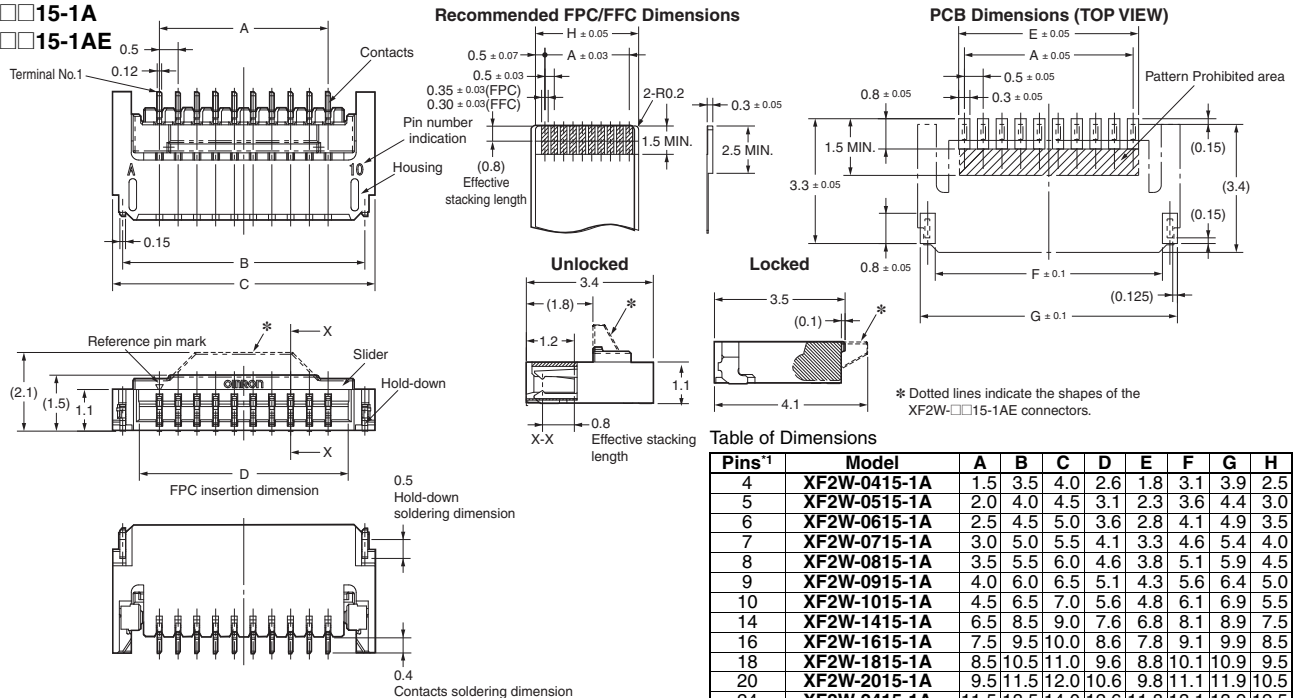 □□15-1A
□□15-1AE
A
0.5
0.12
Contacts
Terminal No.1
Pin number
indication
Housing
A
10
0.15
B
C
Recommended FPC/FFC Dimensions
H ± 0.05
0.5 ± 0.07
A ± 0.03
0.5 ± 0.03
0.35 ± 0.03(FPC)
0.30 ± 0.03(FFC)
2-R0.2
0.3 ± 0.05
1.5 MIN.
2.5 MIN.
(0.8)
Effective
stacking length
PCB Dimensions (TOP VIEW)
E ± 0.05
A ± 0.05
0.5 ± 0.05
0.3 ± 0.05
Pattern Prohibited area
0.8 ± 0.05
1.5 MIN.
(0.15)
3.3 ± 0.05
(3.4)
(0.15)
0.8 ± 0.05
F ± 0.1
(0.125)
G ± 0.1
Reference pin mark
*
X
Slider
OMRON
Hold-down
(2.1)
(1.5)
1.1
X
D
FPC insertion dimension
Unlocked
3.4
(1.8)
*
1.2
1.1
0.8
X-X
Effective stacking
length
Locked
3.5
(0.1)
*
4.1
* Dotted lines indicate the shapes of the
XF2W-□□15-1AE connectors.
0.5
Hold-down
soldering dimension
0.4
Contacts soldering dimension
Table of Dimensions
Pins*1 Model A B C D E F G H
4 XF2W-0415-1A 1.5 3.5 4.0 2.6 1.8 3.1 3.9 2.5
5 XF2W-0515-1A 2.0 4.0 4.5 3.1 2.3 3.6 4.4 3.0
6 XF2W-0615-1A 2.5 4.5 5.0 3.6 2.8 4.1 4.9 3.5
7 XF2W-0715-1A 3.0 5.0 5.5 4.1 3.3 4.6 5.4 4.0
8 XF2W-0815-1A 3.5 5.5 6.0 4.6 3.8 5.1 5.9 4.5
9 XF2W-0915-1A 4.0 6.0 6.5 5.1 4.3 5.6 6.4 5.0
10 XF2W-1015-1A 4.5 6.5 7.0 5.6 4.8 6.1 6.9 5.5
14 XF2W-1415-1A 6.5 8.5 9.0 7.6 6.8 8.1 8.9 7.5
16 XF2W-1615-1A 7.5 9.5 10.0 8.6 7.8 9.1 9.9 8.5
18 XF2W-1815-1A 8.5 10.5 11.0 9.6 8.8 10.1 10.9 9.5
20 XF2W-2015-1A 9.5 11.5 12.0 10.6 9.8 11.1 11.9 10.5